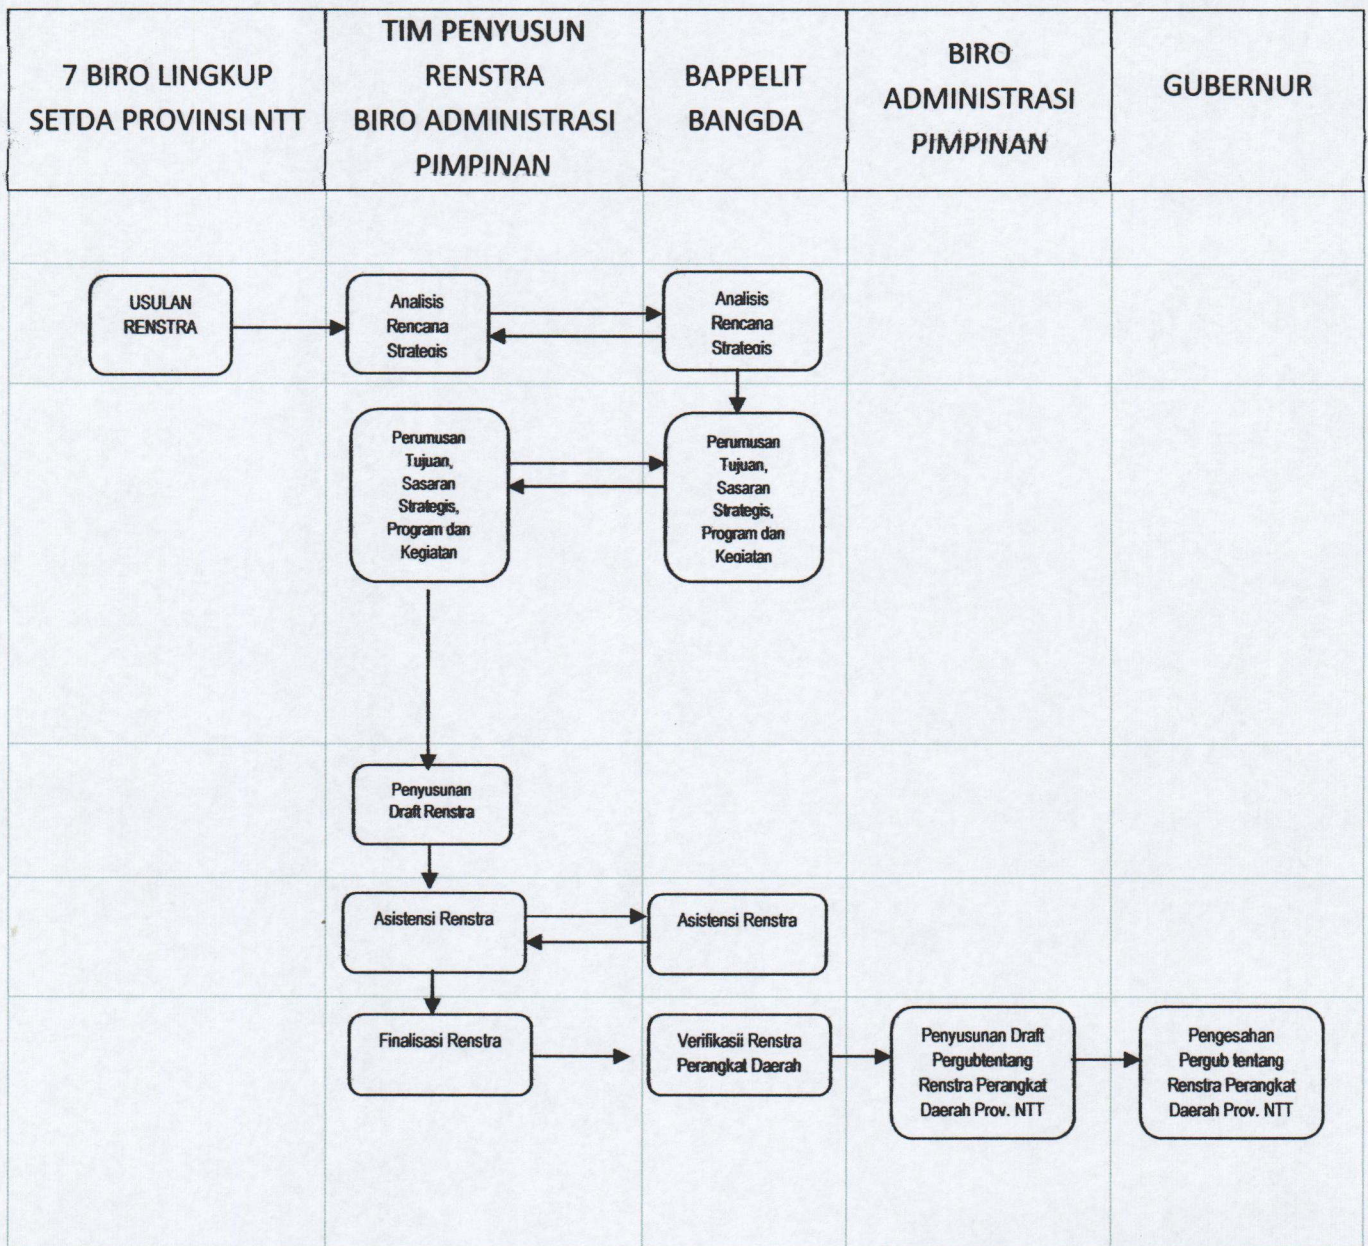 7 BIRO LINGKUP
SETDA PROVINSI NTT
TIM PENYUSUN
RENSTRA
BIRO ADMINISTRASI
PIMPINAN
BAPPELIT
BANGDA
BIRO
ADMINISTRASI
PIMPINAN
GUBERNUR
USULAN
RENSTRA
Analisis
Rencana
Strategis
Analisis
Rencana
Strategis
Perumusan
Tujuan,
Sasaran
Strategis,
Program dan
Kegiatan
Perumusan
Tujuan,
Sasaran
Strategis,
Program dan
Kegiatan
Penyusunan
Draft Renstra
Asistensi Renstra
Asistensi Renstra
Finalisasi Renstra
Verifikasii Renstra
Perangkat Daerah
Penyusunan Draft
Pergubtentang
Renstra Perangkat
Daerah Prov. NTT
Pengesahan
Pergub tentang
Renstra Perangkat
Daerah Prov. NTT